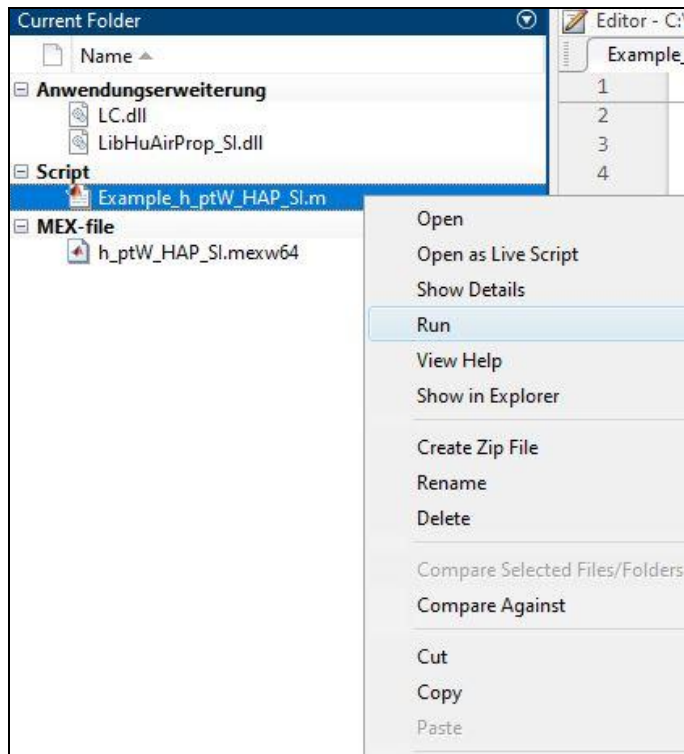 Current Folder
Name
Anwendungserweiterung
LC.dll
LibHuAirProp_SI.dll
Script
Example_h_ptW_HAP_SI.m
MEX-file
h_ptW_HAP_SI.mexw64
Editor - C:\
Example_
1
2
3
4
Open
Open as Live Script
Show Details
Run
View Help
Show in Explorer
Create Zip File
Rename
Delete
Compare Selected Files/Folders
Compare Against
Cut
Copy
Paste